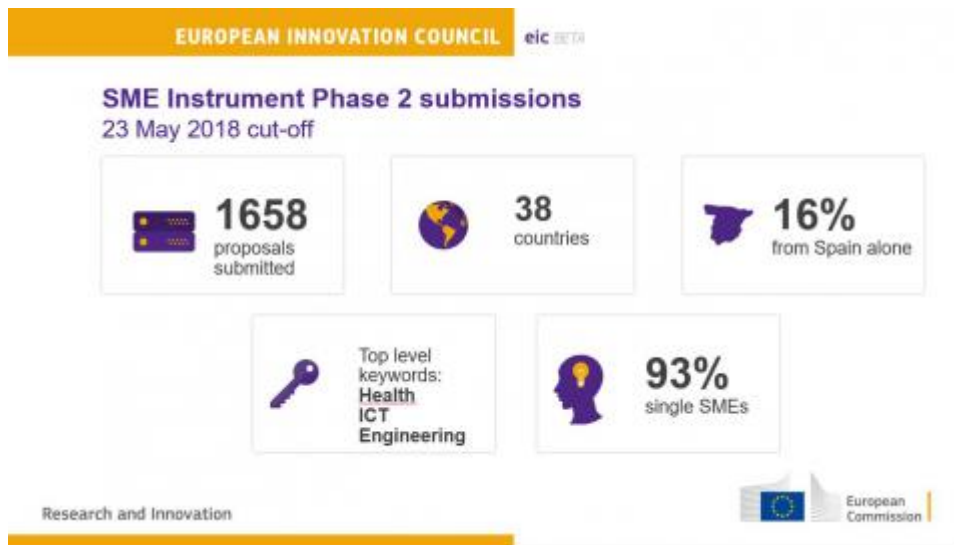 EUROPEAN INNOVATION COUNCIL eic BETA
SME Instrument Phase 2 submissions
23 May 2018 cut-off
1658
proposals
submitted
38
countries
16%
from Spain alone
Top level
keywords:
Health
ICT
Engineering
93%
single SMEs
Research and Innovation
European
Commission